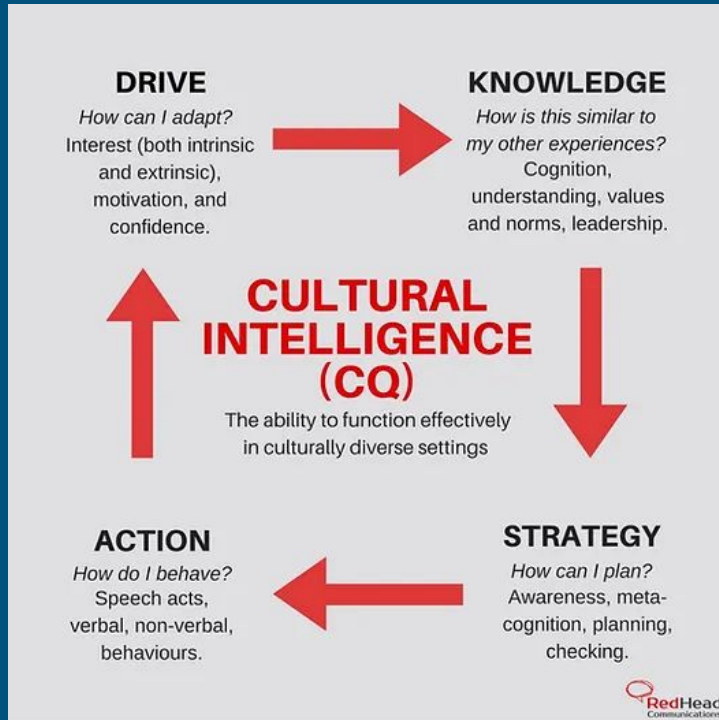 DRIVE
How can I adapt?
Interest (both intrinsic
and extrinsic),
motivation, and
confidence.
KNOWLEDGE
How is this similar to
my other experiences?
Cognition,
understanding, values
and norms, leadership.
CULTURAL
INTELLIGENCE
(CQ)
The ability to function effectively
in culturally diverse settings
ACTION
How do I behave?
Speech acts,
verbal, non-verbal,
behaviours.
STRATEGY
How can I plan?
Awareness, meta-
cognition, planning,
checking.
RedHead
Communications